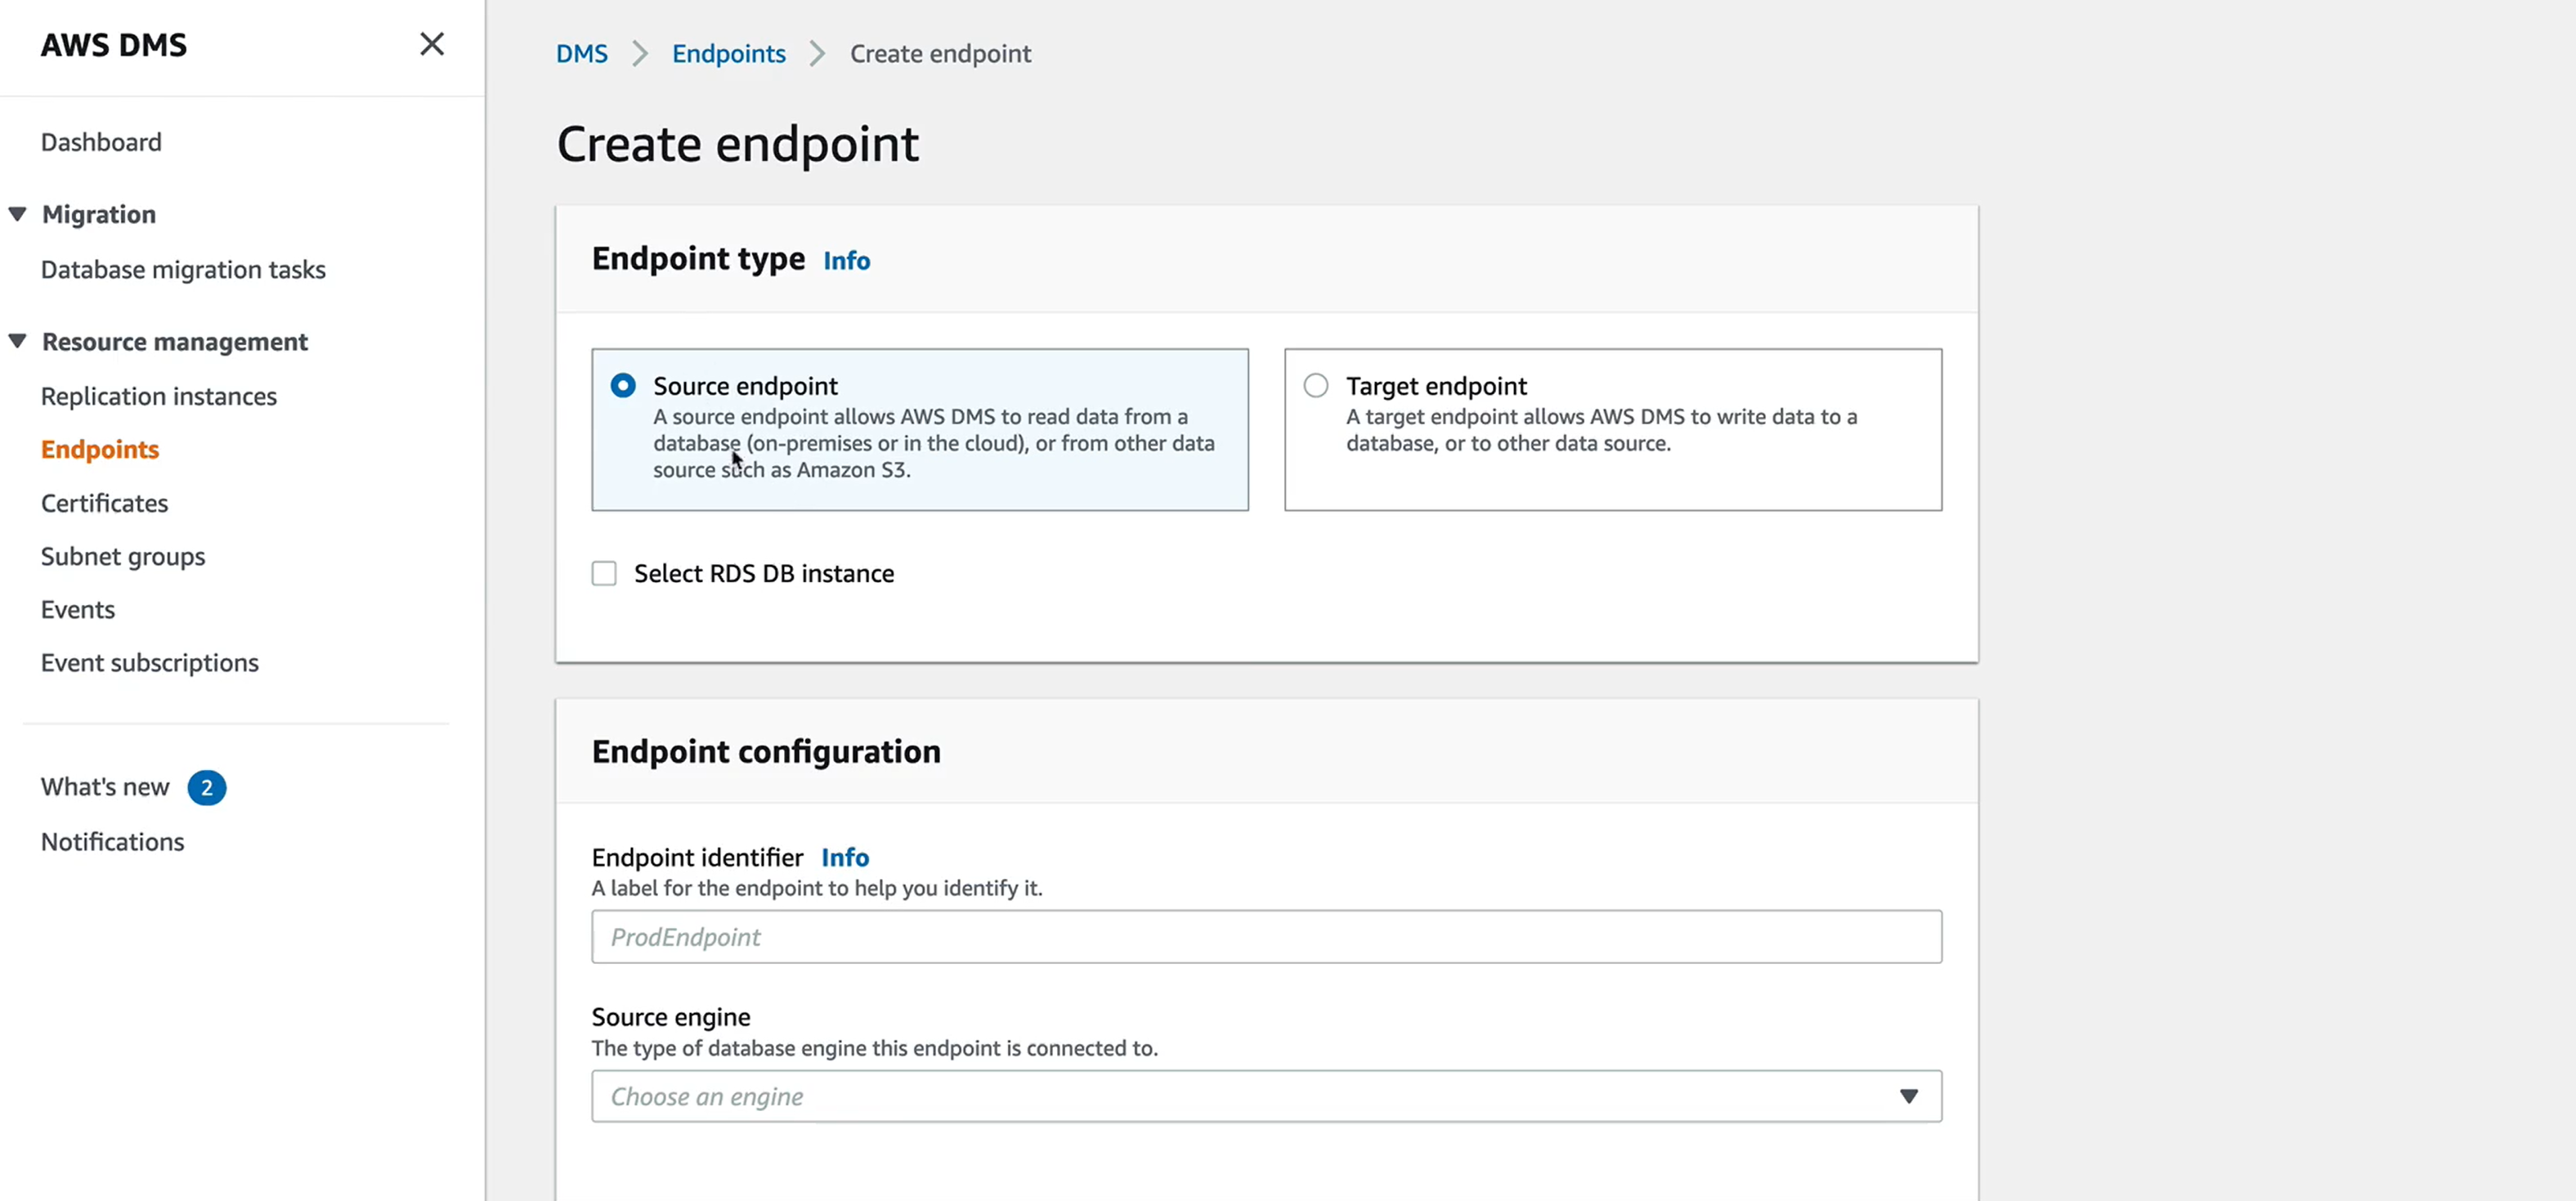 AWS DMS
Dashboard
Migration
Database migration tasks
Resource management
Replication instances
Endpoints
Certificates
Subnet groups
Events
Event subscriptions
What's new 2
Notifications
DMS Endpoints Create endpoint
Create endpoint
Endpoint type Info
Source endpoint
A source endpoint allows AWS DMS to read data from a
database (on-premises or in the cloud), or from other data
source such as Amazon S3.
Target endpoint
A target endpoint allows AWS DMS to write data to a
database, or to other data source.
Select RDS DB instance
Endpoint configuration
Endpoint identifier Info
A label for the endpoint to help you identify it.
ProdEndpoint
Source engine
The type of database engine this endpoint is connected to.
Choose an engine